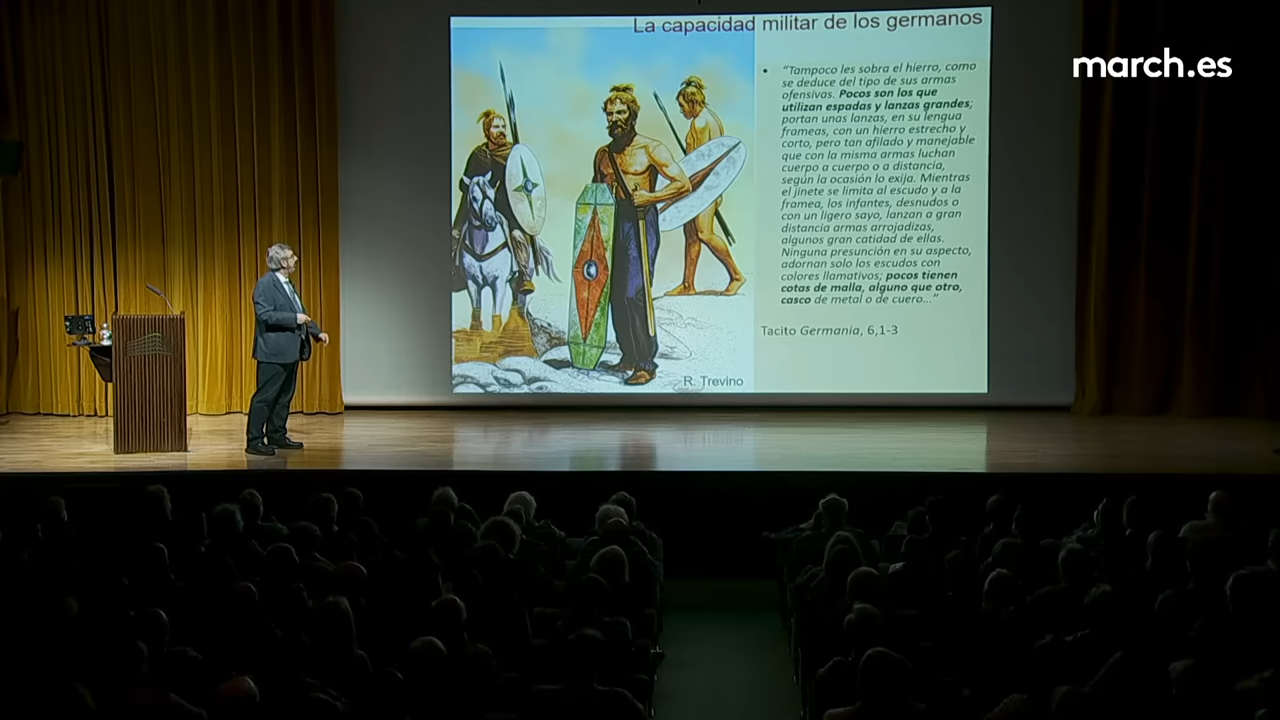 La capacidad militar de los germanos
march.es
• “Tampoco les sobra el hierro, como
se deduce del tipo de sus armas
ofensivas. Pocos son los que
utilizan espadas y lanzas grandes;
portan unas lanzas, en su lengua
frameas, con un hierro estrecho y
corto, pero tan afilado y manejable
que con la misma armas luchan
cuerpo a cuerpo o a distancia,
según la ocasión lo exija. Mientras
el jinete se limita al escudo y a la
framea, los infantes, desnudos o
con un ligero sayo, lanzan a gran
distancia armas arrojadizas,
algunos gran catidad de ellas.
Ninguna presunción en su aspecto,
adornan solo los escudos con
colores llamativos; pocos tienen
cotas de malla, alguno que otro,
casco de metal o de cuero...”
Tacito Germania, 6,1-3
R. Trevino